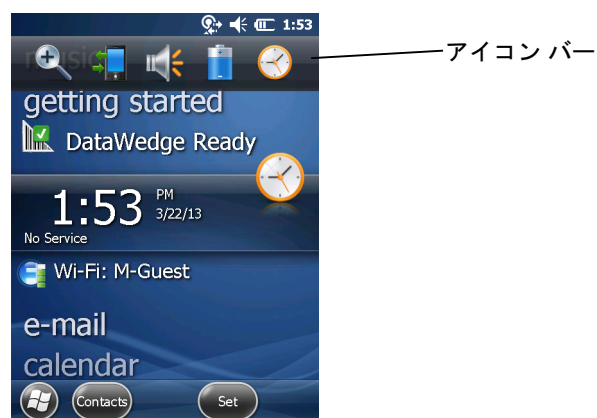 1:53
music
アイコン バー
getting started
DataWedge Ready
1:53 PM
3/22/13
No Service
Wi-Fi: M-Guest
e-mail
calendar
Contacts Set